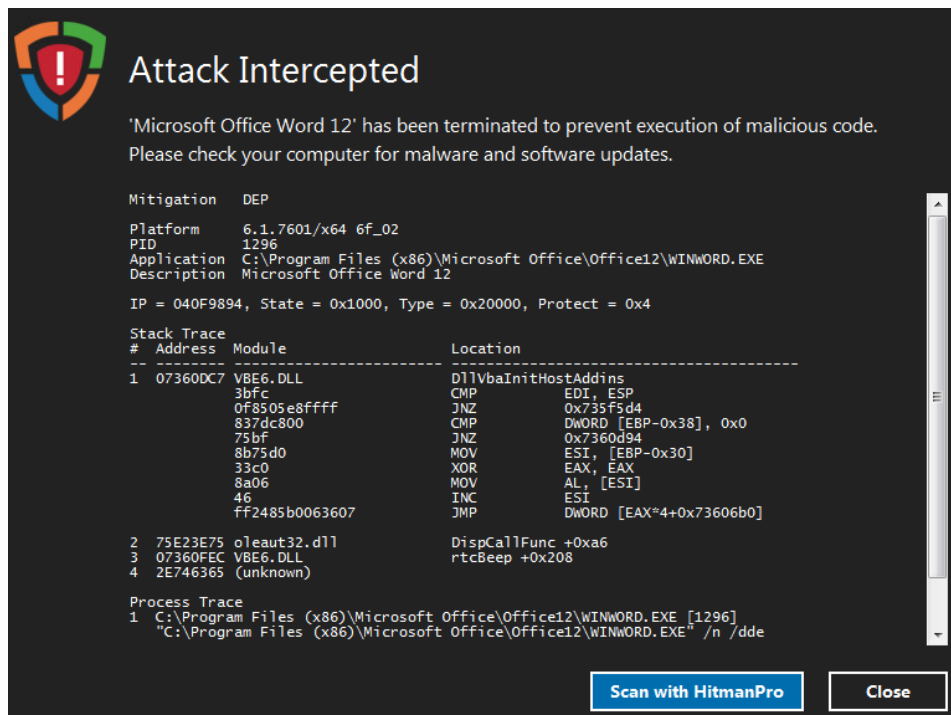 Attack Intercepted
'Microsoft Office Word 12' has been terminated to prevent execution of malicious code.
Please check your computer for malware and software updates.
Mitigation DEP
Platform 6.1.7601/x64 6f_02
PID 1296
Application C:\Program Files (x86)\Microsoft Office\Office12\WINWORD.EXE
Description Microsoft Office Word 12
IP = 040F9894, State = 0x1000, Type = 0x20000, Protect = 0x4
Stack Trace
# Address Module Location
-- -------- ------------------------ ----------------------------------------
1 07360DC7 VBE6.DLL DllVbaInitHostAddins
3bfc CMP EDI, ESP
0f8505e8ffff JNZ 0x735f5d4
837dc800 CMP DWORD [EBP-0x38], 0x0
75bf JNZ 0x7360d94
8b75d0 MOV ESI, [EBP-0x30]
33c0 XOR EAX, EAX
8a06 MOV AL, [ESI]
46 INC ESI
ff2485b0063607 JMP DWORD [EAX*4+0x73606b0]
2 75E23E75 oleaut32.dll DispCallFunc +0xa6
3 07360FEC VBE6.DLL rtcBeep +0x208
4 2E746365 (unknown)
Process Trace
1 C:\Program Files (x86)\Microsoft Office\Office12\WINWORD.EXE [1296]
"C:\Program Files (x86)\Microsoft Office\Office12\WINWORD.EXE" /n /dde
Scan with HitmanPro Close